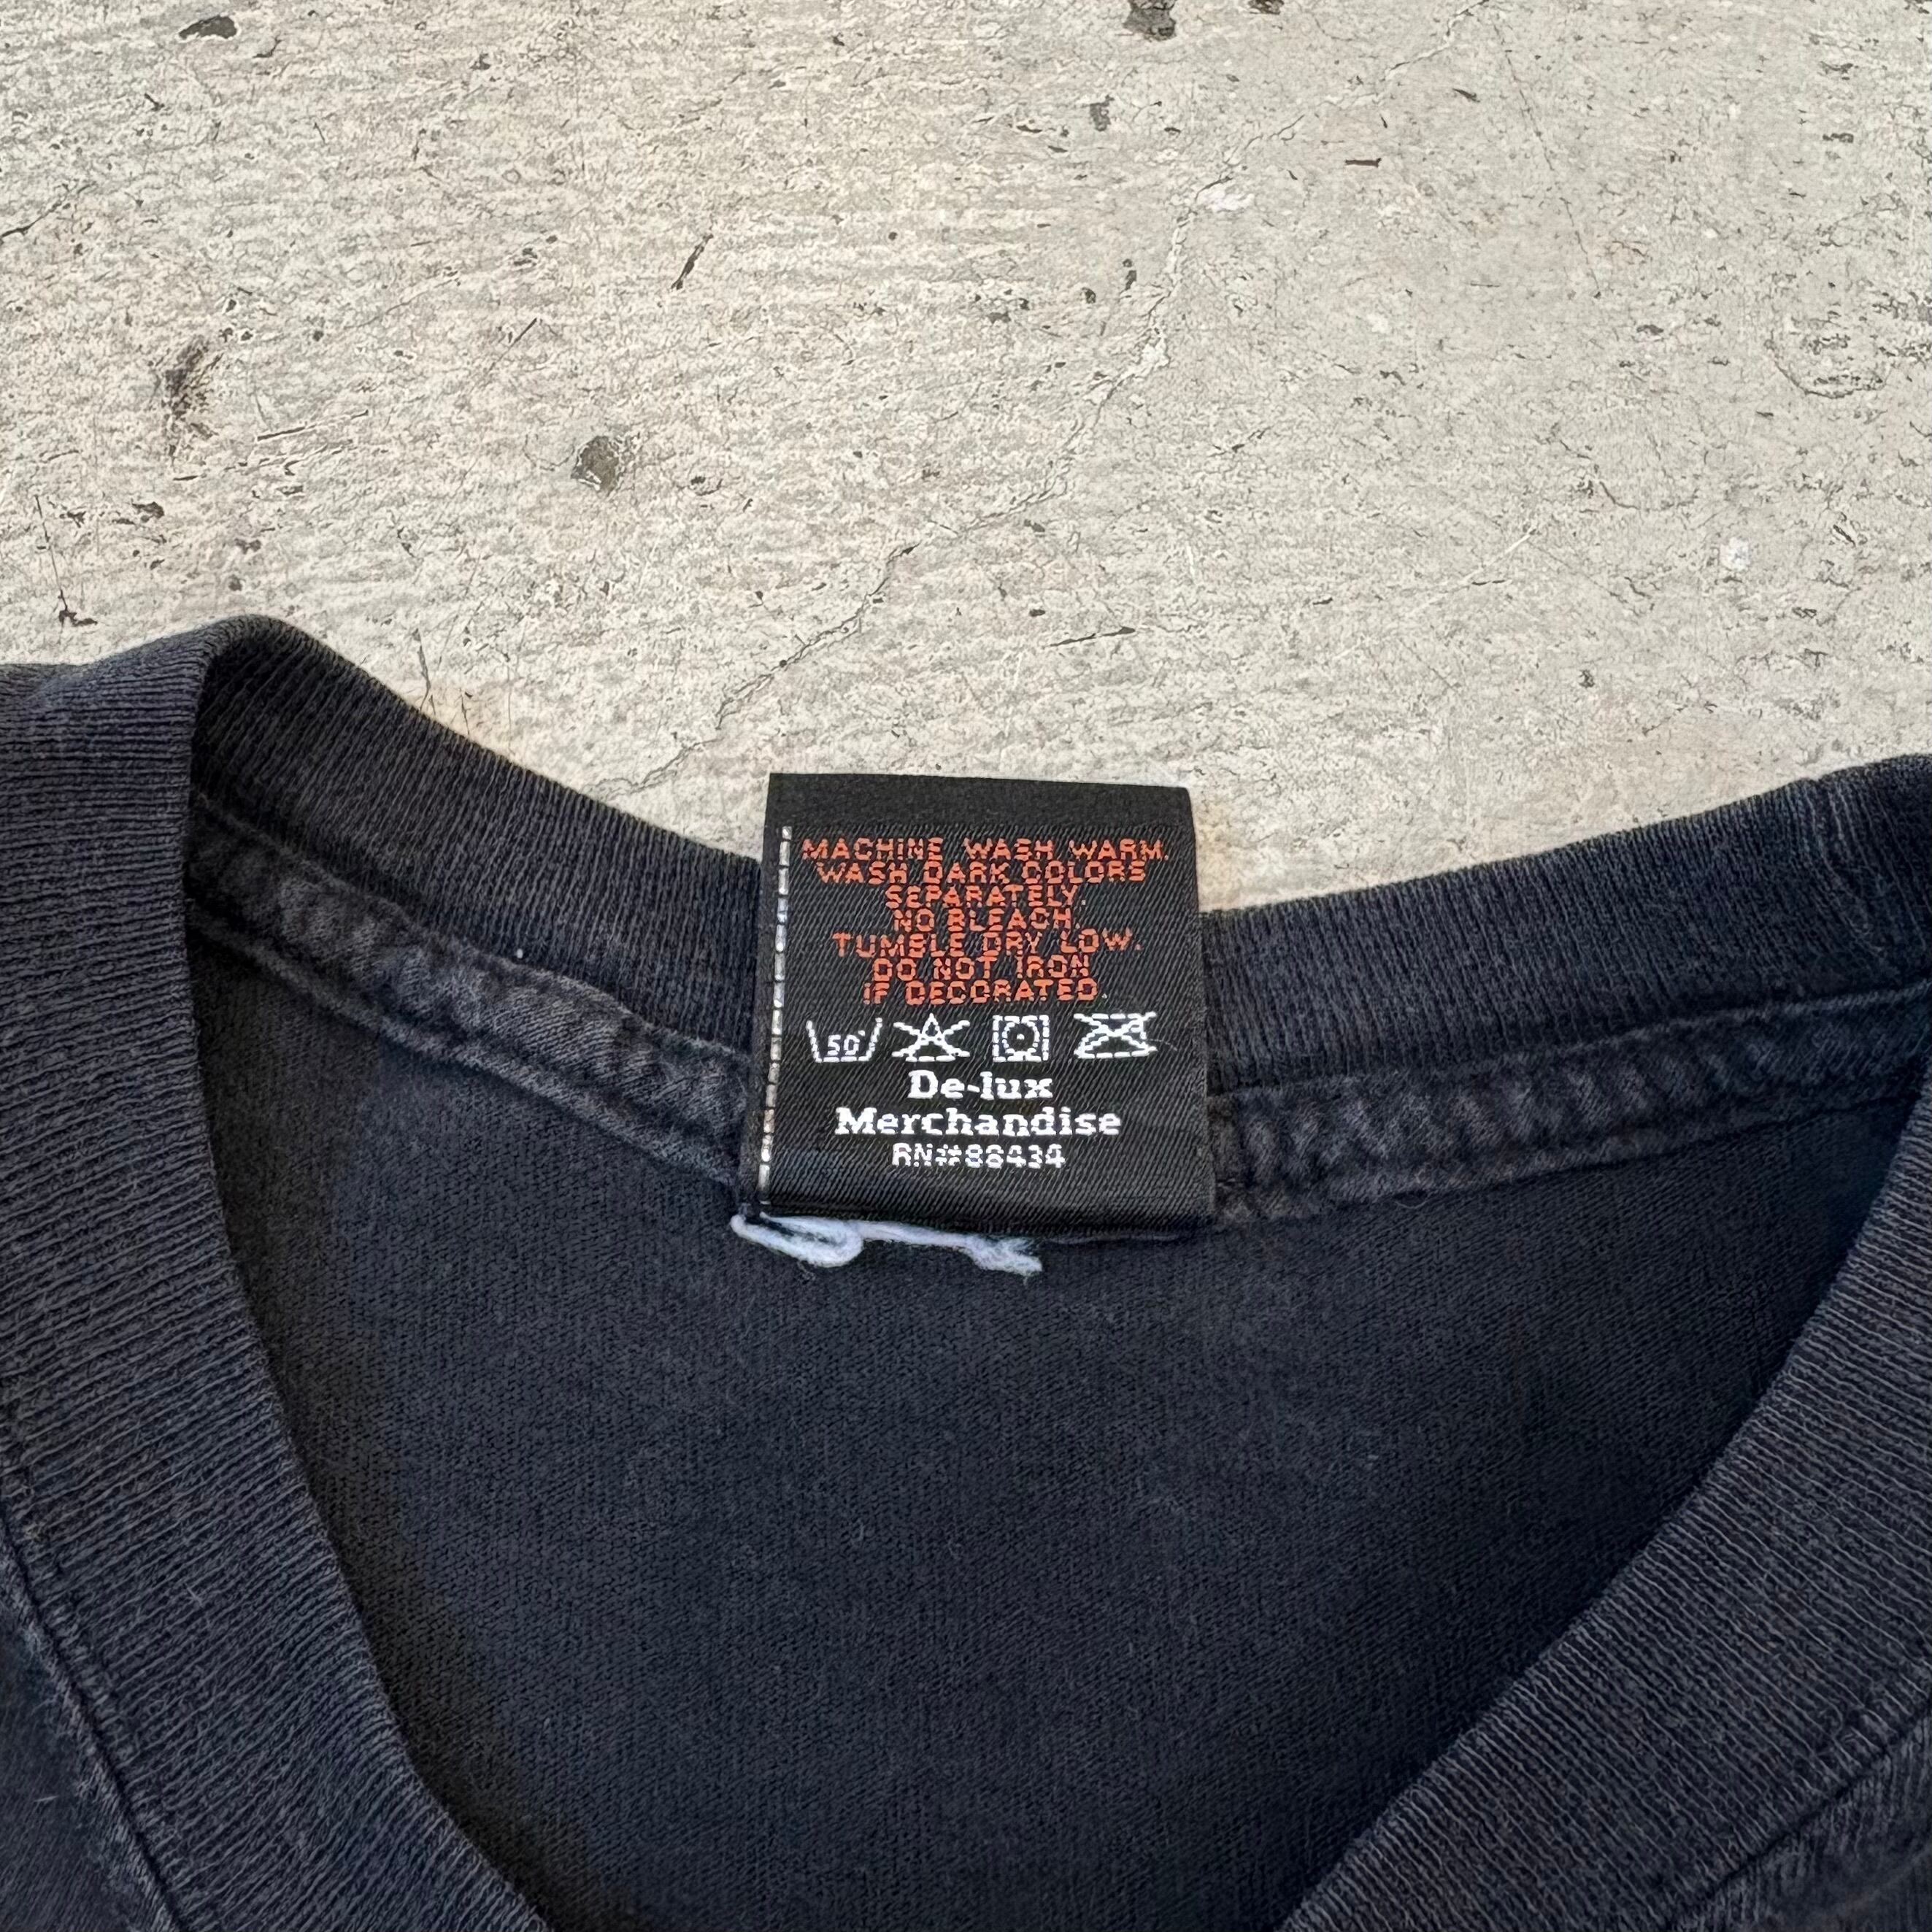 MACHINE WASH WARM.
WASH DARK COLORS
SEPARATELY.
NO BLEACH.
TUMBLE DRY LOW.
DO NOT IRON
IF DECORATED.
50°
De-lux
Merchandise
RN#88434